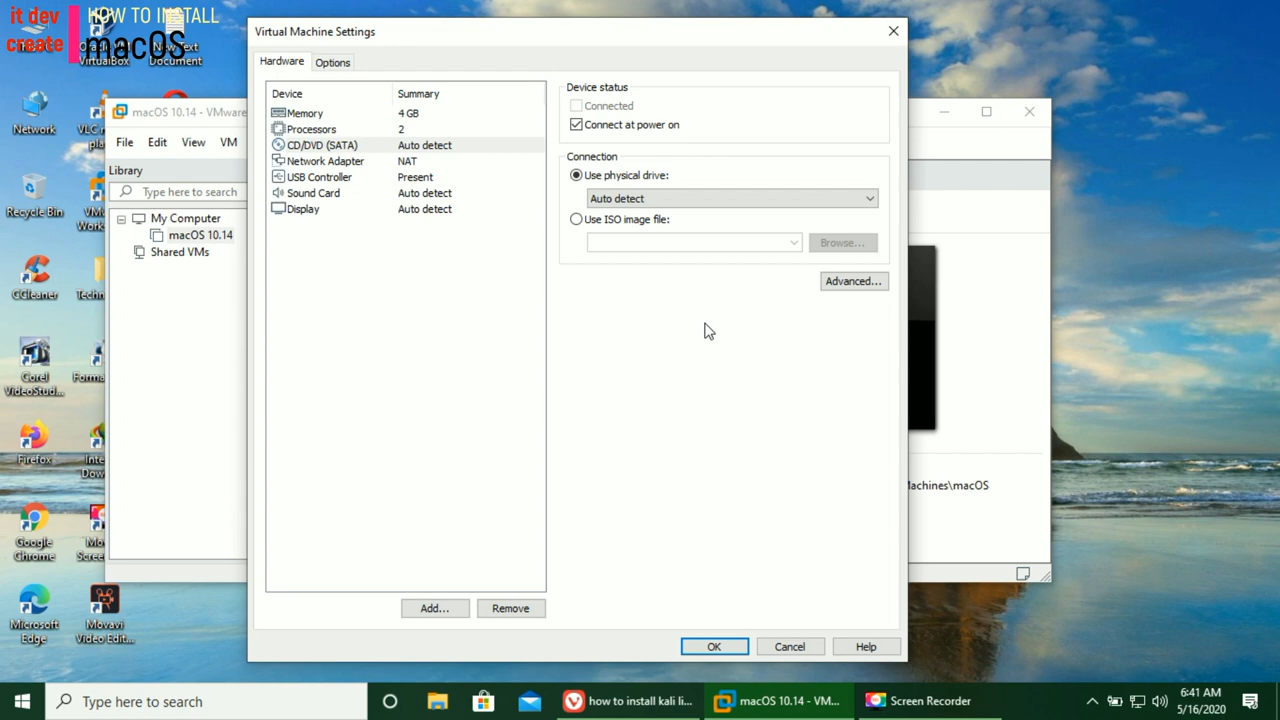 it dev
create
HOW TO INSTALL
macOS
VirtualBox
New Text
Document
Network
Recycle Bin
CCleaner
Corel
VideoStud...
Firefox
Google
Chrome
Microsoft
Edge
Movavi
Video Edit...
macOS 10.14 - VMware
File
Edit
View
VM
Library
Type here to search
My Computer
macOS 10.14
Shared VMs
Virtual Machine Settings
Hardware
Options
Device
Summary
Memory
4 GB
Processors
2
CD/DVD (SATA)
Auto detect
Network Adapter
NAT
USB Controller
Present
Sound Card
Auto detect
Display
Auto detect
Add...
Remove
Device status
Connected
Connect at power on
Connection
Use physical drive:
Auto detect
Use ISO image file:
Browse...
Advanced...
OK
Cancel
Help
Machines\macOS
Type here to search
how to install kali li...
macOS 10.14 - VM...
Screen Recorder
6:41 AM
5/16/2020